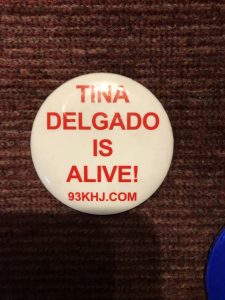 TINA
DELGADO
IS
ALIVE!
93KHJ.COM